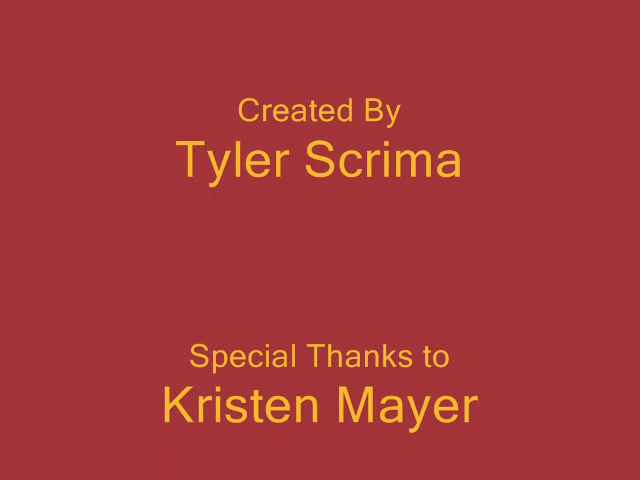 Created By
Tyler Scrima
Special Thanks to
Kristen Mayer